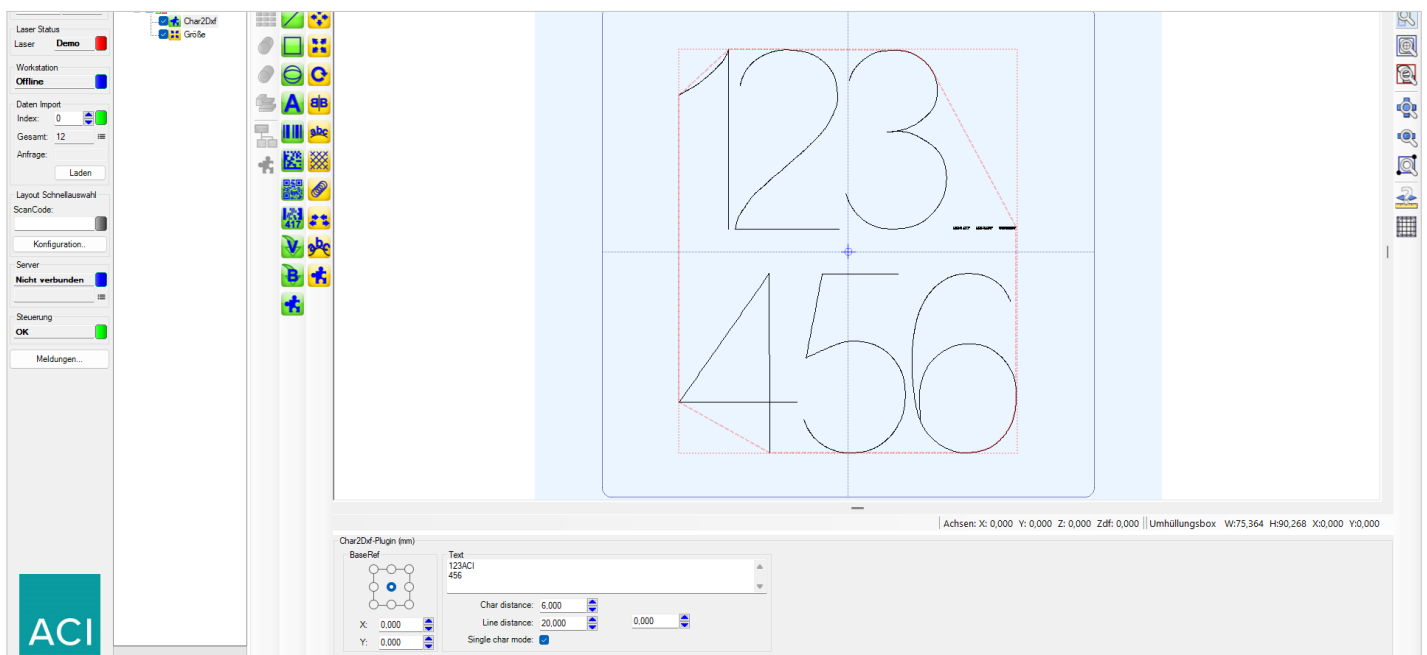 Char2Dxf
Größe
Laser Status
Laser Demo
Workstation
Offline
Daten Import
Index: 0
Gesamt: 12
Anfrage:
Laden
Layout Schnellauswahl
ScanCode:
Konfiguration..
Server
Nicht verbunden
Steuerung
OK
Meldungen...
A
B|B
abc
417
V
abc
B
123
456
Achsen: X: 0,000 Y: 0,000 Z: 0,000 Zdf: 0,000 Umhüllungsbox W:75,364 H:90,268 X:0,000 Y:0,000
Char2Dxf-Plugin (mm)
BaseRef
X: 0,000
Y: 0,000
Text
123ACI
456
Char distance: 6,000
Line distance: 20,000 0,000
Single char mode:
ACI